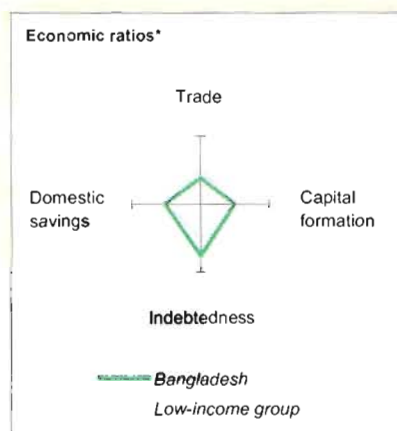 Economic ratios*
Trade
Domestic
savings
Capital
formation
Indebtedness
Bangladesh
Low-income group